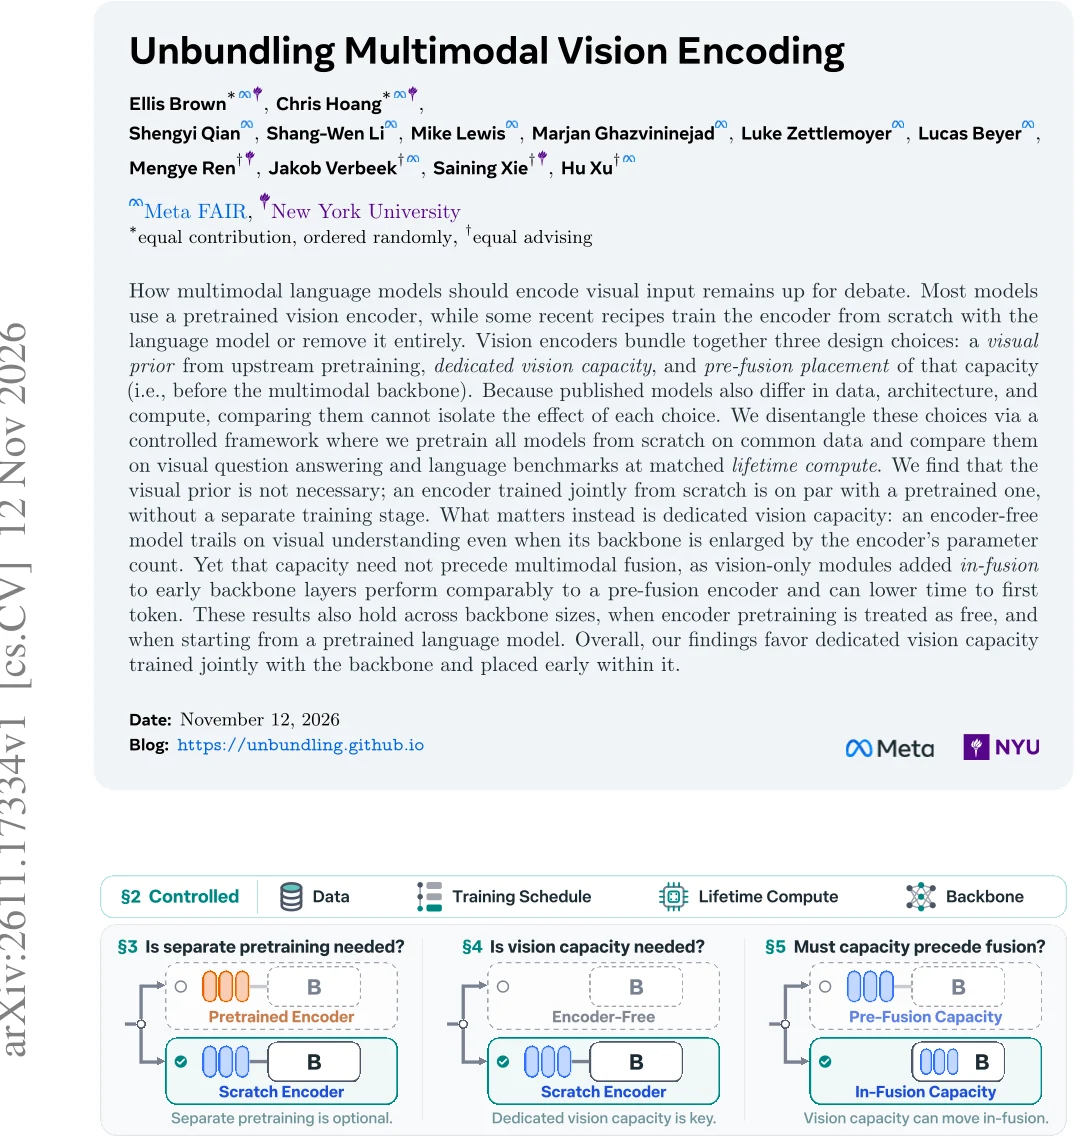 Unbundling Multimodal Vision Encoding
Ellis Brown*, Chris Hoang*,
Shengyi Qian, Shang-Wen Li, Mike Lewis, Marjan Ghazvininejad, Luke Zettlemoyer, Lucas Beyer,
Mengye Ren†, Jakob Verbeek†, Saining Xie†, Hu Xu†
Meta FAIR, New York University
*equal contribution, ordered randomly, †equal advising
How multimodal language models should encode visual input remains up for debate. Most models
use a pretrained vision encoder, while some recent recipes train the encoder from scratch with the
language model or remove it entirely. Vision encoders bundle together three design choices: a visual
prior from upstream pretraining, dedicated vision capacity, and pre-fusion placement of that capacity
(i.e., before the multimodal backbone). Because published models also differ in data, architecture, and
compute, comparing them cannot isolate the effect of each choice. We disentangle these choices via a
controlled framework where we pretrain all models from scratch on common data and compare them
on visual question answering and language benchmarks at matched lifetime compute. We find that the
visual prior is not necessary; an encoder trained jointly from scratch is on par with a pretrained one,
without a separate training stage. What matters instead is dedicated vision capacity: an encoder-free
model trails on visual understanding even when its backbone is enlarged by the encoder's parameter
count. Yet that capacity need not precede multimodal fusion, as vision-only modules added in-fusion
to early backbone layers perform comparably to a pre-fusion encoder and can lower time to first
token. These results also hold across backbone sizes, when encoder pretraining is treated as free, and
when starting from a pretrained language model. Overall, our findings favor dedicated vision capacity
trained jointly with the backbone and placed early within it.
Date: November 12, 2026
Blog: https://unbundling.github.io
Meta NYU
arXiv:2611.17334v1 [cs.CV] 12 Nov 2026
§2 Controlled Data Training Schedule Lifetime Compute Backbone
§3 Is separate pretraining needed?
B
Pretrained Encoder
B
Scratch Encoder
Separate pretraining is optional.
§4 Is vision capacity needed?
B
Encoder-Free
B
Scratch Encoder
Dedicated vision capacity is key.
§5 Must capacity precede fusion?
B
Pre-Fusion Capacity
B
In-Fusion Capacity
Vision capacity can move in-fusion.